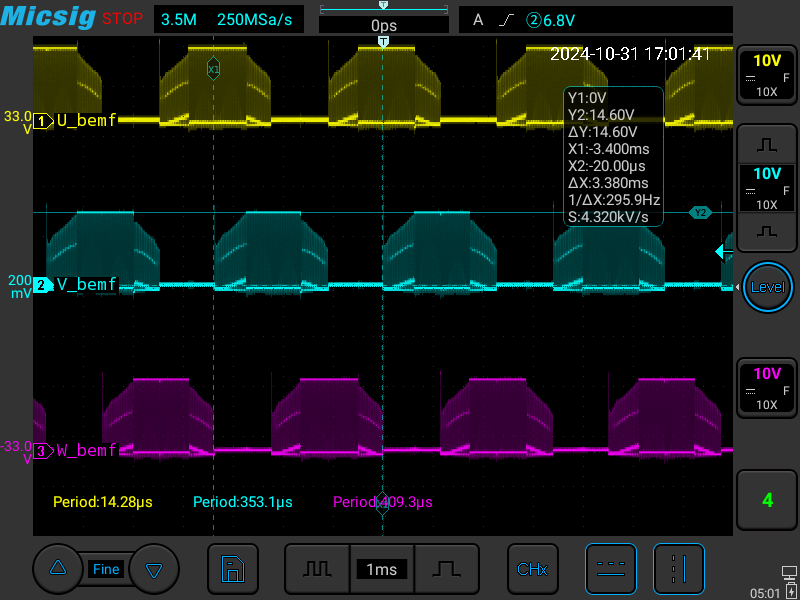 Micsig STOP 3.5M 250MSa/s 0ps A ②6.8V
T
2024-10-31 17:01:41
10V
F
10X
X1
Y1:0V
Y2:14.60V
ΔY:14.60V
X1:-3.400ms
X2:-20.00µs
ΔX:3.380ms
1/ΔX:295.9Hz
S:4.320kV/s
33.0
V
1 U_bemf
10V
F
10X
Y2
200
mV
2 V_bemf
Level
10V
F
10X
-33.0
V
3 W_bemf
Period:14.28µs Period:353.1µs Period:409.3µs
4
Fine 1ms CHx
05:01